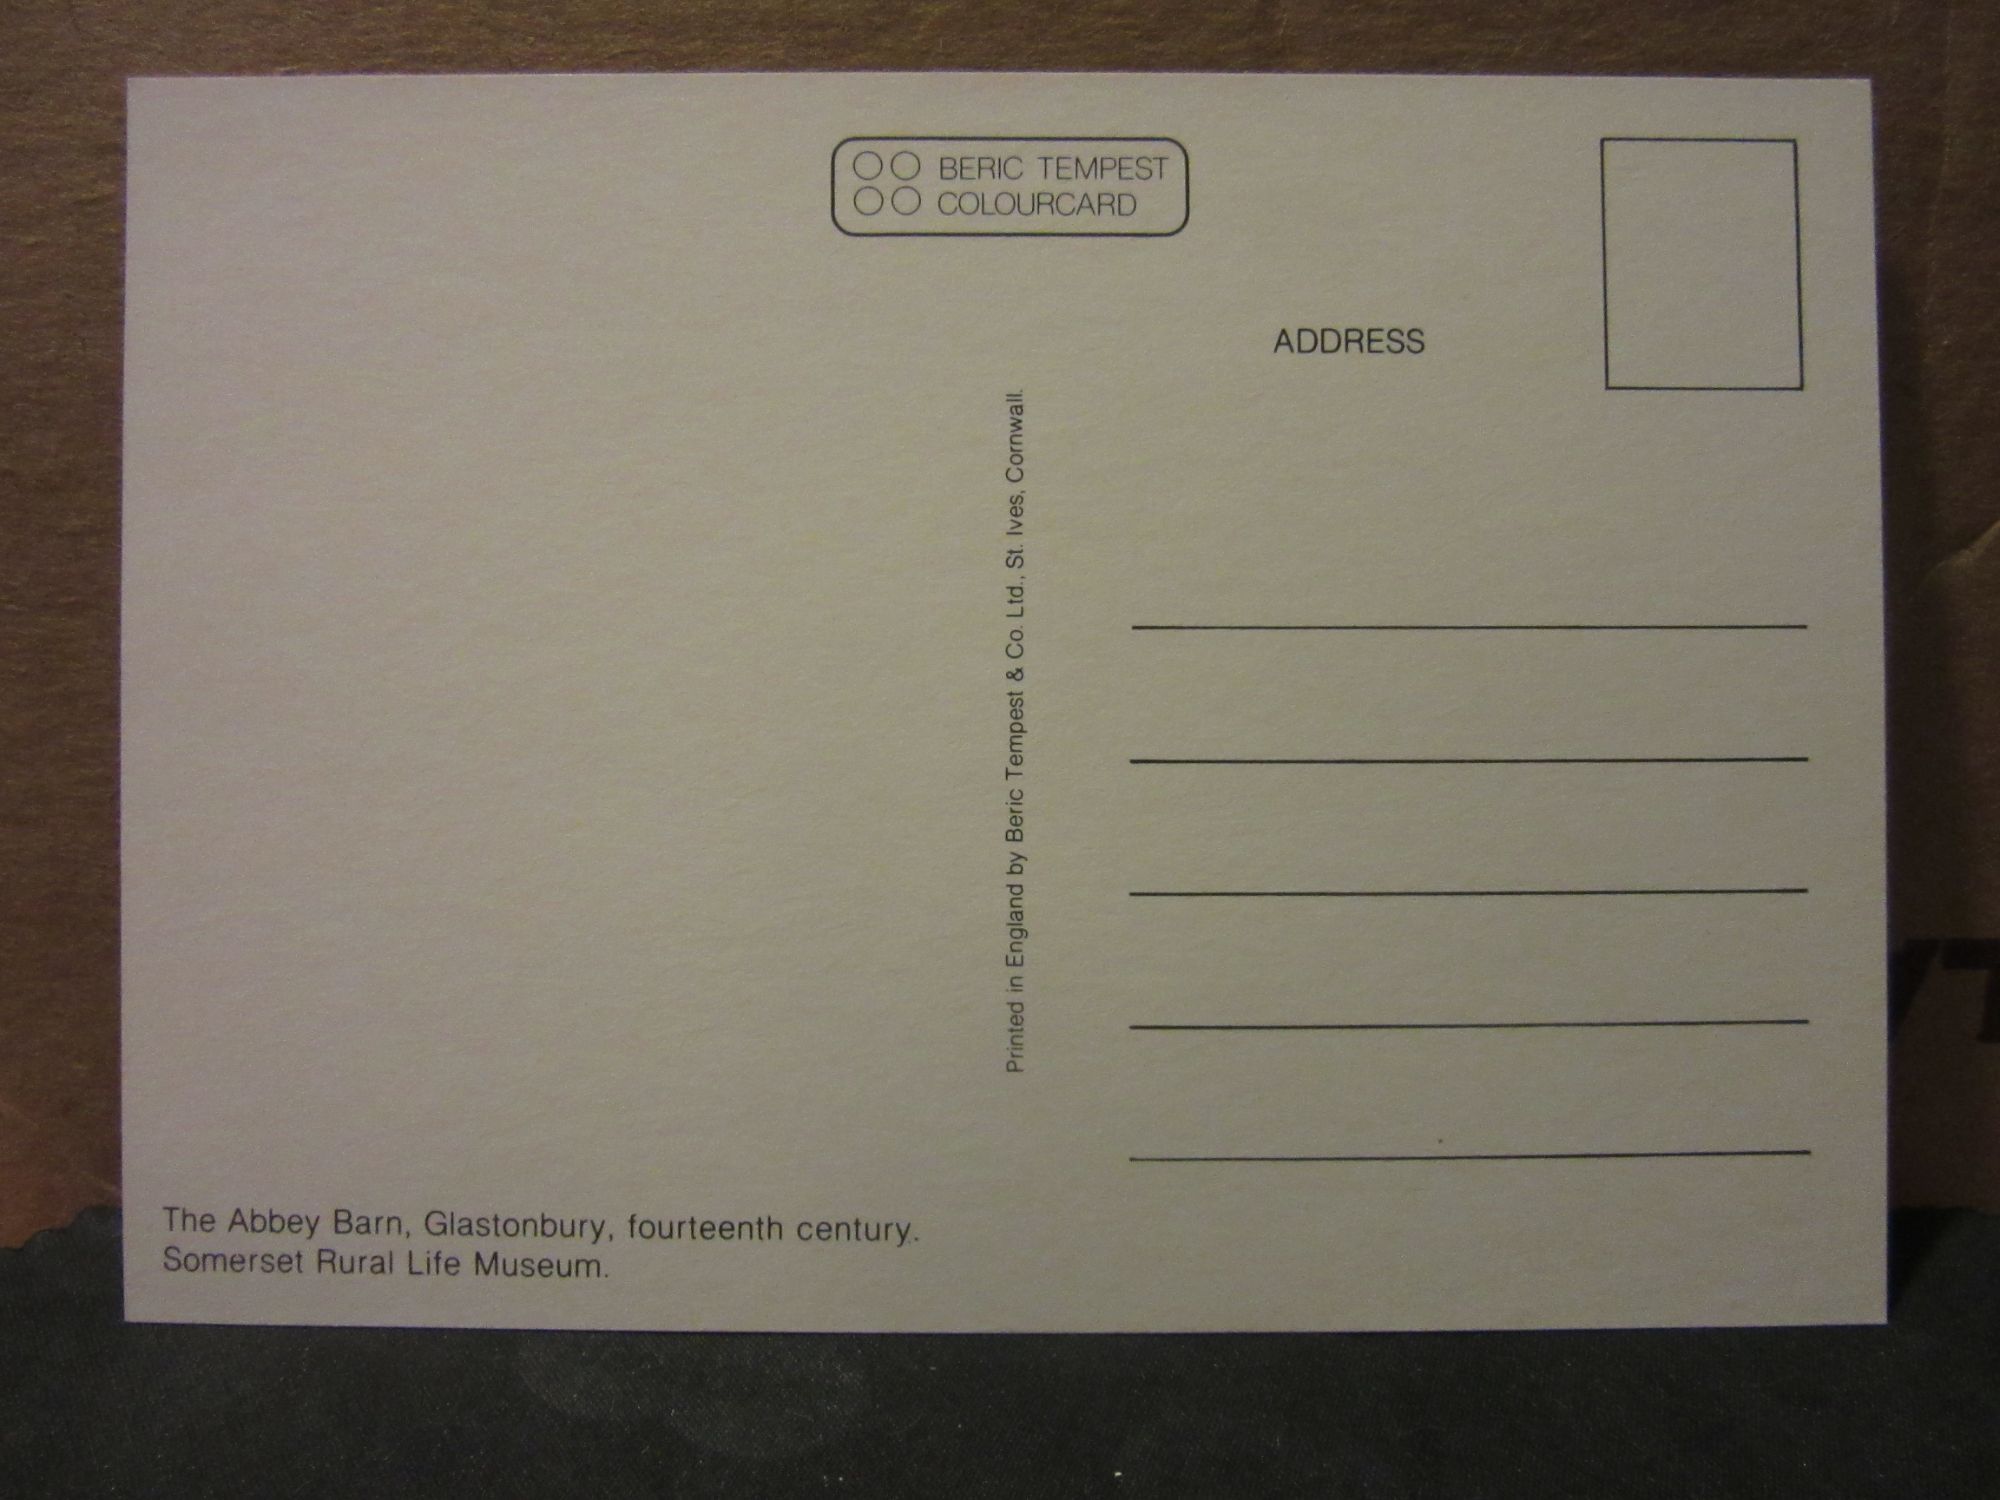 BERIC TEMPEST
COLOURCARD
ADDRESS
Printed in England by Beric Tempest & Co. Ltd., St. Ives, Cornwall.
The Abbey Barn, Glastonbury, fourteenth century.
Somerset Rural Life Museum.